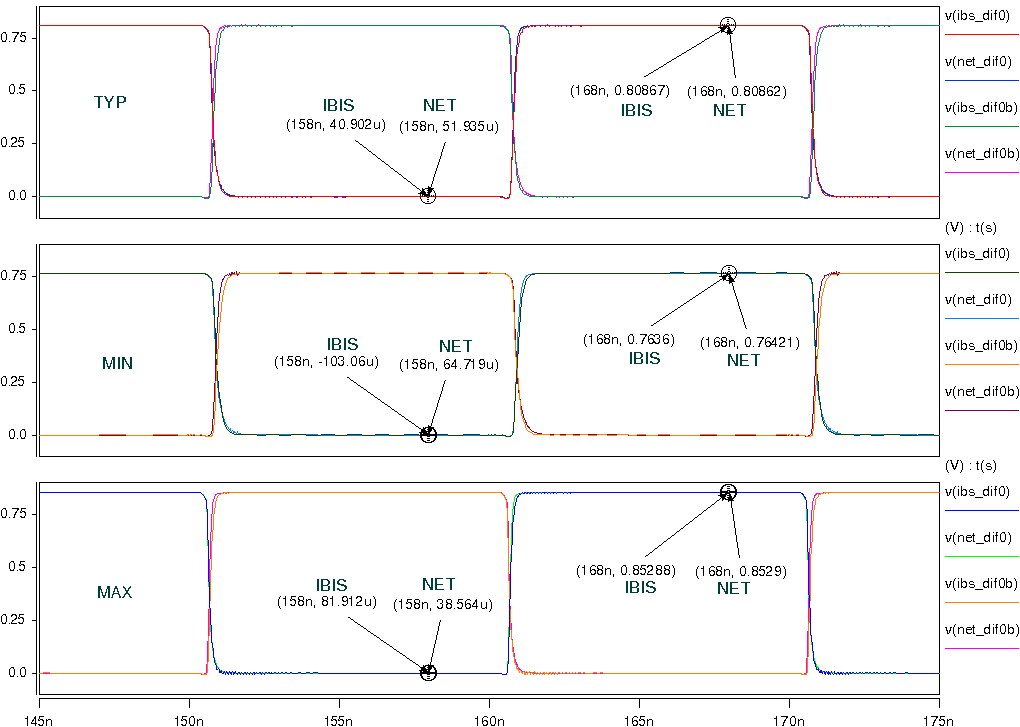 v(ibs_dif0)
0.75
v(net_dif0)
0.5
IBIS NET
(168n, 0.80867) (168n, 0.80862)
TYP
IBIS NET
v(ibs_dif0b)
(158n, 40.902u) (158n, 51.935u)
0.25
v(net_dif0b)
0.0
(V) : t(s)
v(ibs_dif0)
0.75
v(net_dif0)
0.5
IBIS NET
(168n, 0.7636) (168n, 0.76421)
v(ibs_dif0b)
MIN
(158n, -103.06u) (158n, 64.719u)
IBIS NET
0.25
v(net_dif0b)
0.0
(V) : t(s)
v(ibs_dif0)
0.75
v(net_dif0)
0.5
(168n, 0.85288) (168n, 0.8529)
MAX
IBIS NET
IBIS NET
v(ibs_dif0b)
(158n, 81.912u) (158n, 38.564u)
0.25
v(net_dif0b)
0.0
145n 150n 155n 160n 165n 170n 175n